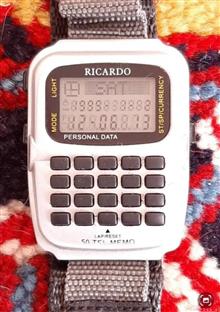 RICARDO
LIGHT
MODE
ST/SP/CURRENCY
SAT
PERSONAL DATA
LAP/RESET
50 TEL MEMO